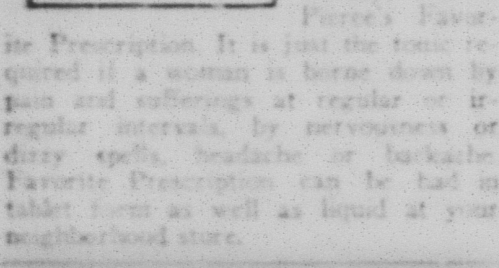 Pierce's Favor-
ite Prescription. It is just the tonic re-
quired if a woman is borne down by
pain and sufferings at regular or ir-
regular intervals, by nervousness or
dizzy spells, headache or backache
Favorite Prescription can be had in
tablet form as well as liquid at your
neighborhood store.